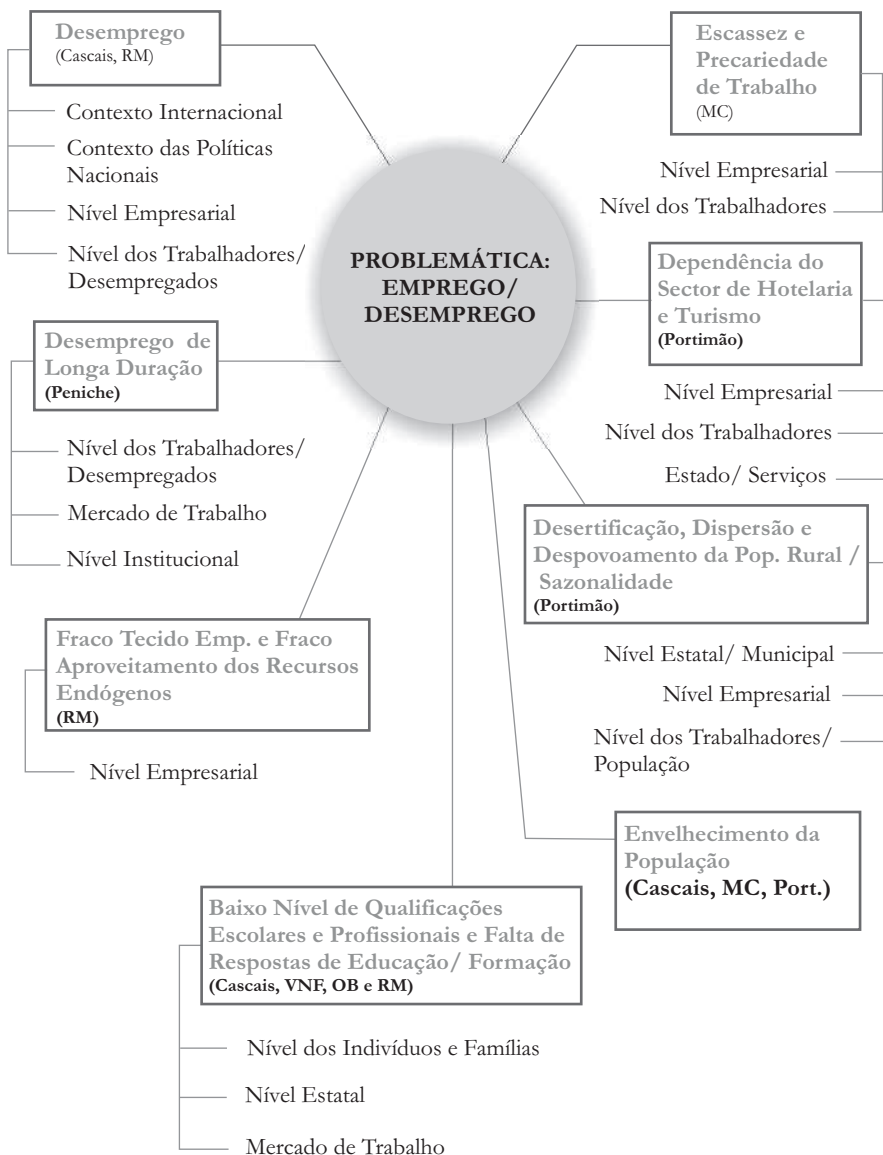 Desemprego
(Cascais, RM)
Contexto Internacional
Contexto das Políticas
Nacionais
Nível Empresarial
Nível dos Trabalhadores/
Desempregados
Escassez e
Precariedade
de Trabalho
(MC)
Nível Empresarial
Nível dos Trabalhadores
PROBLEMÁTICA:
EMPREGO/
DESEMPREGO
Dependência do
Sector de Hotelaria
e Turismo
(Portimão)
Nível Empresarial
Nível dos Trabalhadores
Estado/ Serviços
Desemprego de
Longa Duração
(Peniche)
Nível dos Trabalhadores/
Desempregados
Mercado de Trabalho
Nível Institucional
Desertificação, Dispersão e
Despovoamento da Pop. Rural /
Sazonalidade
(Portimão)
Nível Estatal/ Municipal
Nível Empresarial
Nível dos Trabalhadores/
População
Fraco Tecido Emp. e Fraco
Aproveitamento dos Recursos
Endógenos
(RM)
Nível Empresarial
Envelhecimento da
População
(Cascais, MC, Port.)
Baixo Nível de Qualificações
Escolares e Profissionais e Falta de
Respostas de Educação/ Formação
(Cascais, VNF, OB e RM)
Nível dos Indivíduos e Famílias
Nível Estatal
Mercado de Trabalho